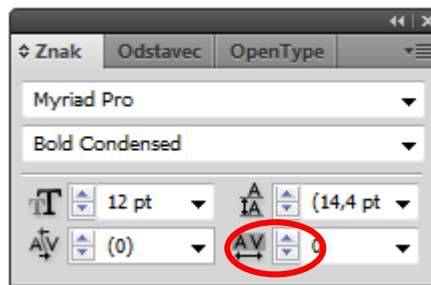 Znak Odstavec OpenType
Myriad Pro
Bold Condensed
12 pt (14,4 pt
(0) 0